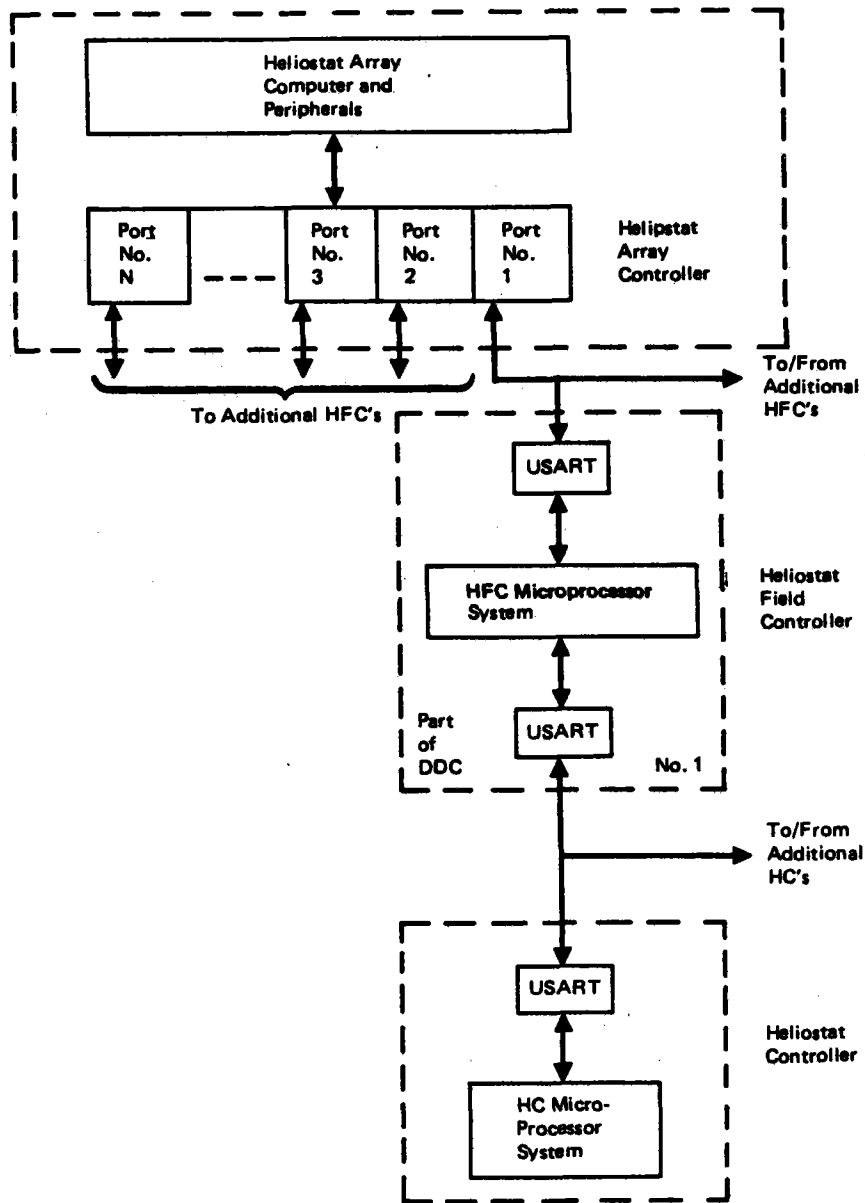 Heliostat Array
Computer and
Peripherals
Port
No.
N
Port
No.
3
Port
No.
2
Port
No.
1
Helipstat
Array
Controller
To Additional HFC's
To/From
Additional
HFC's
USART
HFC Microprocessor
System
Heliostat
Field
Controller
USART
Part
of
DDC
No. 1
To/From
Additional
HC's
USART
HC Micro-
Processor
System
Heliostat
Controller